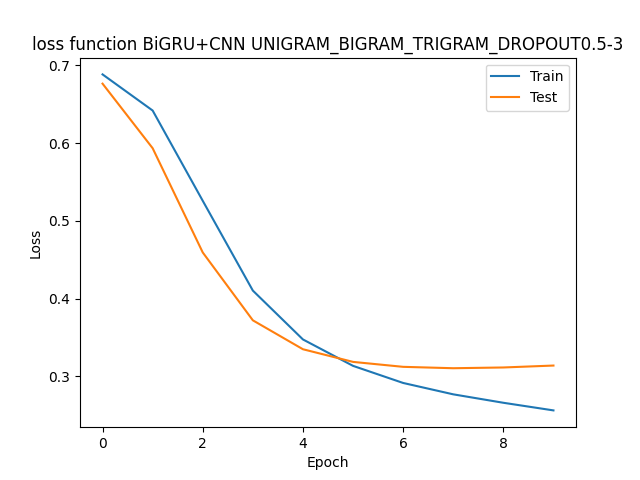 loss function BiGRU+CNN UNIGRAM_BIGRAM_TRIGRAM_DROPOUT0.5-3
Train
Test
Loss
0.7
0.6
0.5
0.4
0.3
0 2 4 6 8
Epoch